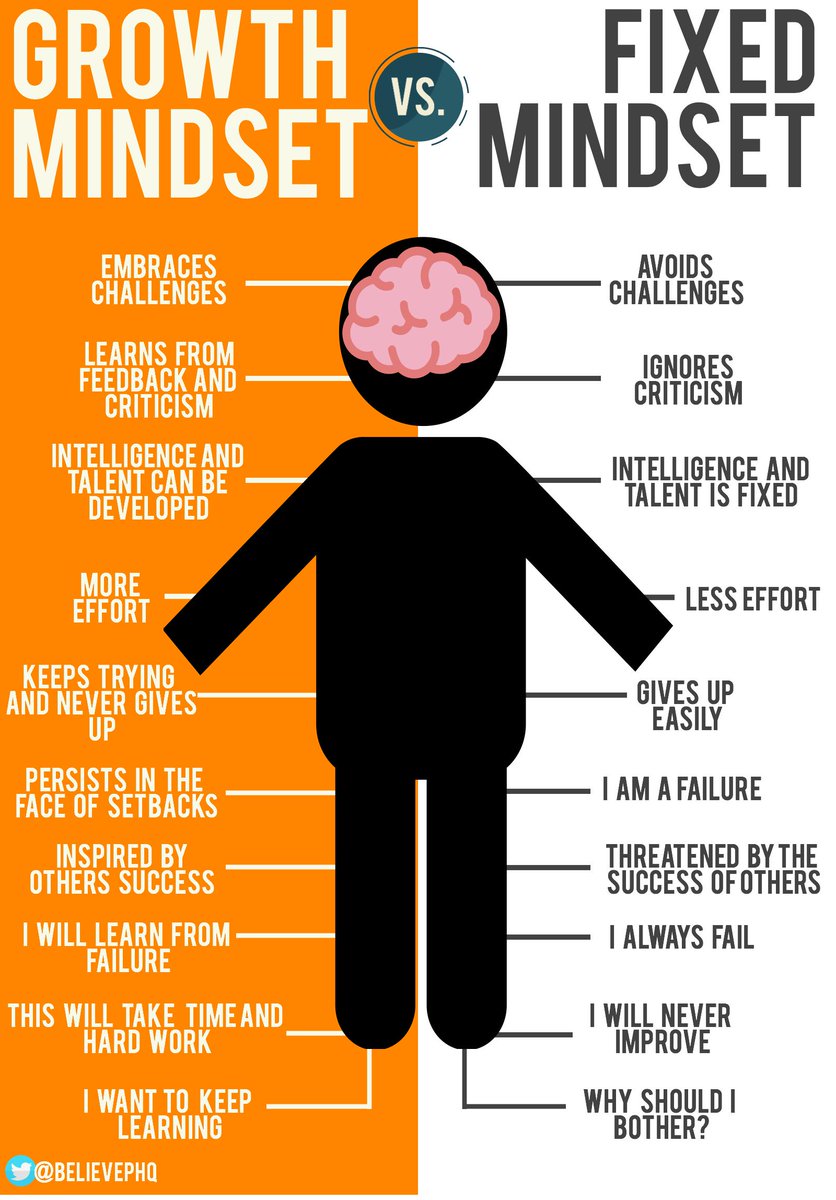 GROWTH
MINDSET
VS.
FIXED
MINDSET
EMBRACES
CHALLENGES
LEARNS FROM
FEEDBACK AND
CRITICISM
INTELLIGENCE AND
TALENT CAN BE
DEVELOPED
MORE
EFFORT
KEEPS TRYING
AND NEVER GIVES
UP
PERSISTS IN THE
FACE OF SETBACKS
INSPIRED BY
OTHERS SUCCESS
I WILL LEARN FROM
FAILURE
THIS WILL TAKE TIME AND
HARD WORK
I WANT TO KEEP
LEARNING
AVOIDS
CHALLENGES
IGNORES
CRITICISM
INTELLIGENCE AND
TALENT IS FIXED
LESS EFFORT
GIVES UP
EASILY
I AM A FAILURE
THREATENED BY THE
SUCCESS OF OTHERS
I ALWAYS FAIL
I WILL NEVER
IMPROVE
WHY SHOULD I
BOTHER?
@BELIEVEPHQ